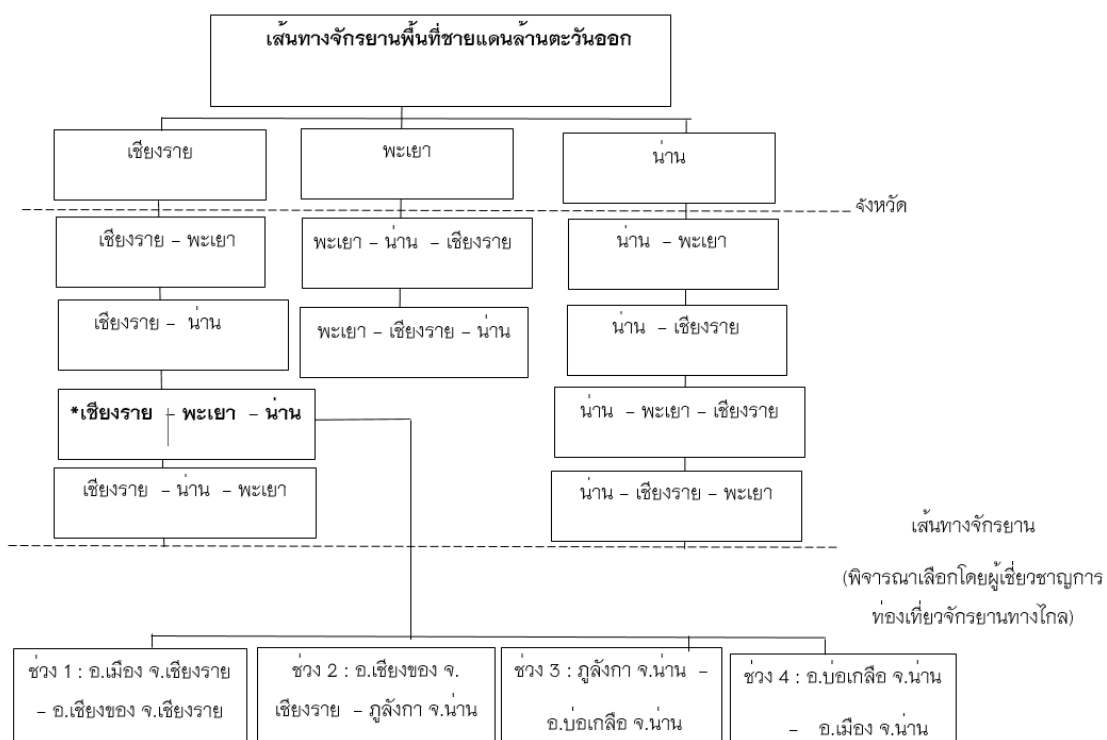 เส้นทางจักรยานพื้นที่ชายแดนล้านตะวันออก
เชียงราย
พะเยา
น่าน
จังหวัด
เชียงราย – พะเยา
พะเยา – น่าน – เชียงราย
น่าน – พะเยา
เชียงราย – น่าน
พะเยา – เชียงราย – น่าน
น่าน – เชียงราย
*เชียงราย – พะเยา – น่าน
น่าน – พะเยา – เชียงราย
เชียงราย – น่าน – พะเยา
น่าน – เชียงราย – พะเยา
เส้นทางจักรยาน
(พิจารณาเลือกโดยผู้เชี่ยวชาญการ
ท่องเที่ยวจักรยานทางไกล)
ช่วง 1 : อ.เมือง จ.เชียงราย
– อ.เชียงของ จ.เชียงราย
ช่วง 2 : อ.เชียงของ จ.
เชียงราย – ภูลังกา จ.น่าน
ช่วง 3 : ภูลังกา จ.น่าน –
อ.บ่อเกลือ จ.น่าน
ช่วง 4 : อ.บ่อเกลือ จ.น่าน
– อ.เมือง จ.น่าน